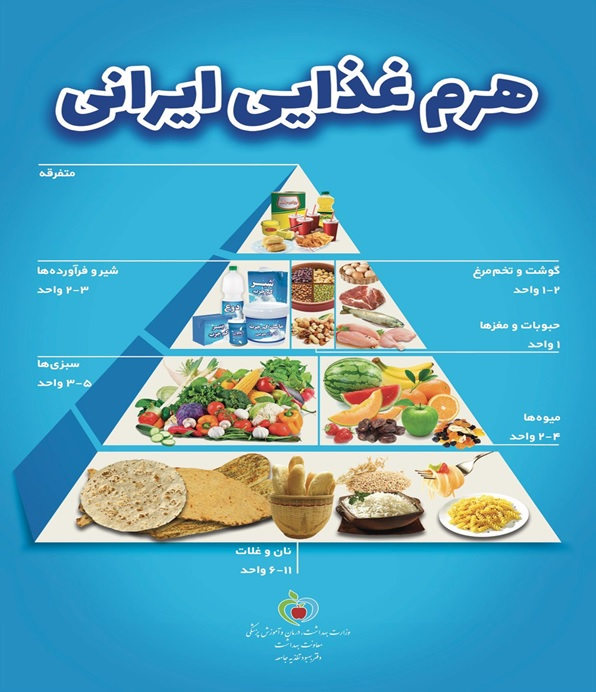 هرم غذایی ایرانی
متفرقه
گوشت و تخم‌مرغ
۱-۲ واحد
شیر و فرآورده‌ها
۲-۳ واحد
حبوبات و مغزها
۱ واحد
سبزی‌ها
۳-۵ واحد
میوه‌ها
۲-۴ واحد
نان و غلات
۶-۱۱ واحد
دوغ
شیر
وزارت بهداشت، درمان و آموزش پزشکی
معاونت بهداشت
دفتر بهبود تغذیه جامعه